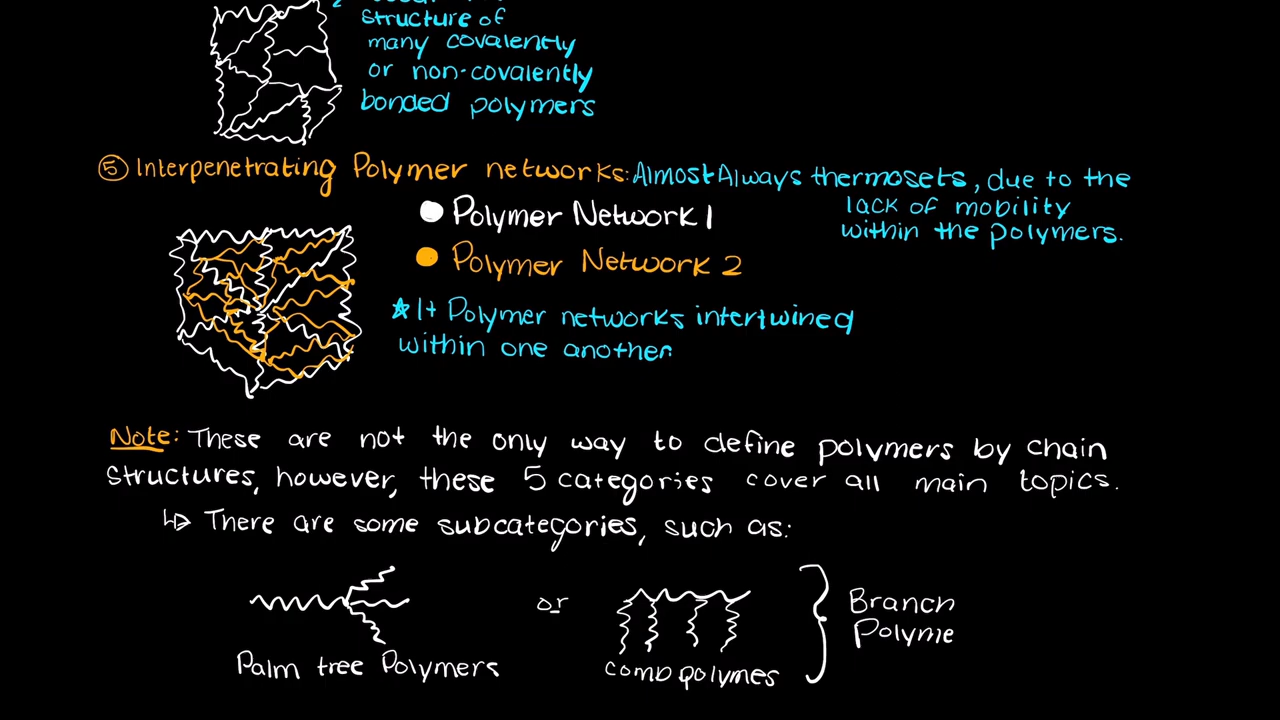 structure of
many covalently
or non-covalently
bonded polymers
⑤ Interpenetrating Polymer networks: Almost Always thermosets, due to the
lack of mobility
within the polymers.
Polymer Network 1
Polymer Network 2
★ 1+ Polymer networks intertwined
within one another
Note: These are not the only way to define polymers by chain
structures, however, these 5 categories cover all main topics.
↳ There are some subcategories, such as:
or
Branch
Polyme
Palm tree Polymers
comb polymes